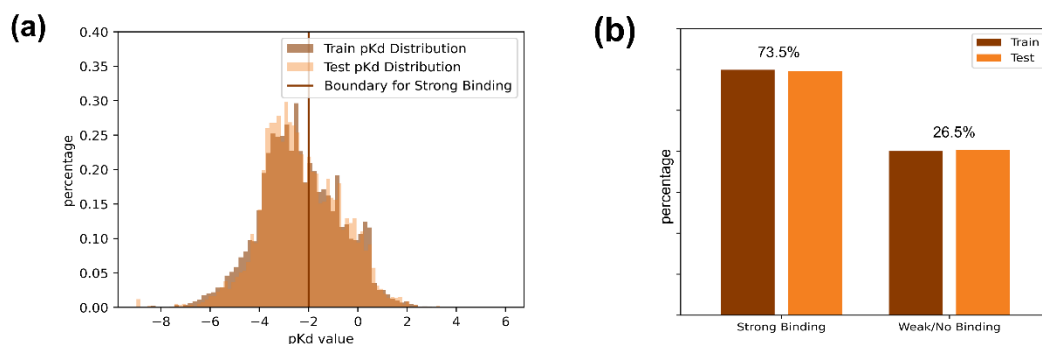 (a)
0.40
0.35
0.30
0.25
0.20
0.15
0.10
0.05
0.00
percentage
−8 −6 −4 −2 0 2 4 6
pKd value
Train pKd Distribution
Test pKd Distribution
Boundary for Strong Binding
(b)
73.5%
26.5%
Train
Test
percentage
Strong Binding Weak/No Binding